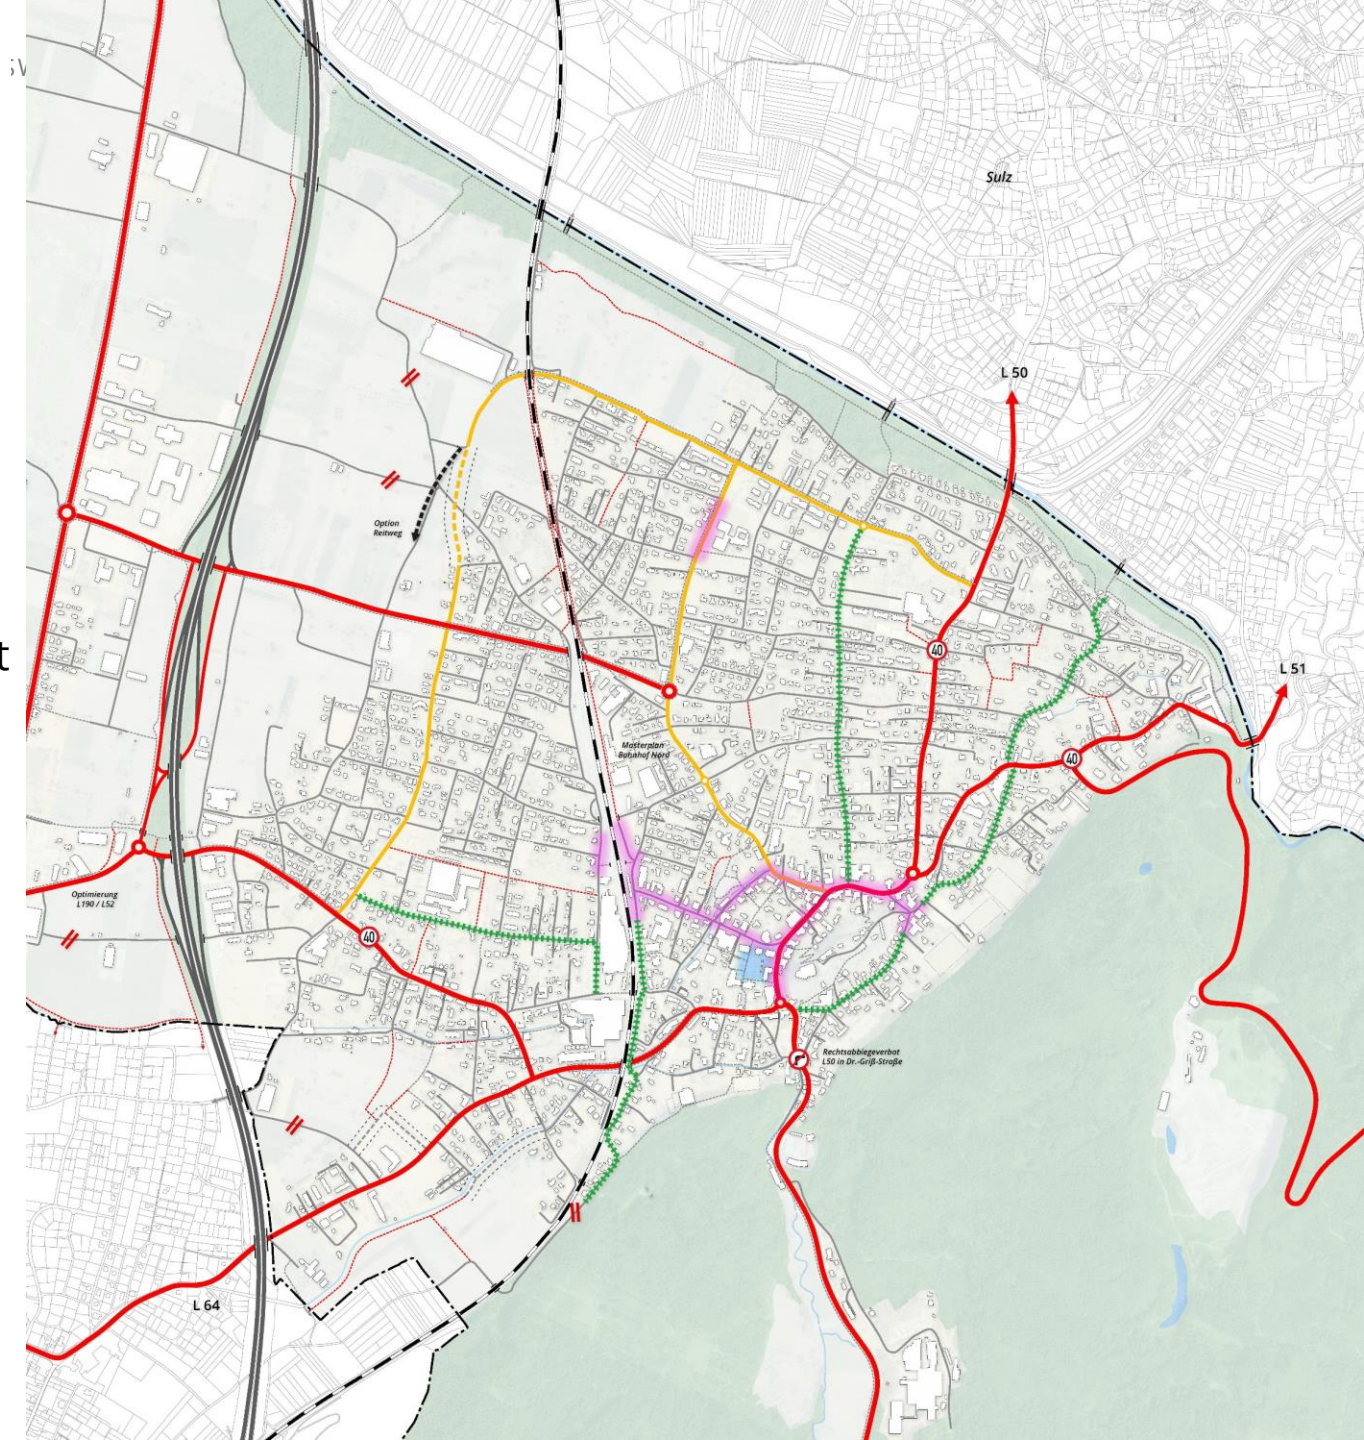 sw
Sulz
L 50
Option
Reitweg
40
t
L 51
Masterplan
Bahnhof Nord
40
Optimierung
L190 / L52
40
Rechtsabbiegeverbot
L50 in Dr.-Griß-Straße
L 64